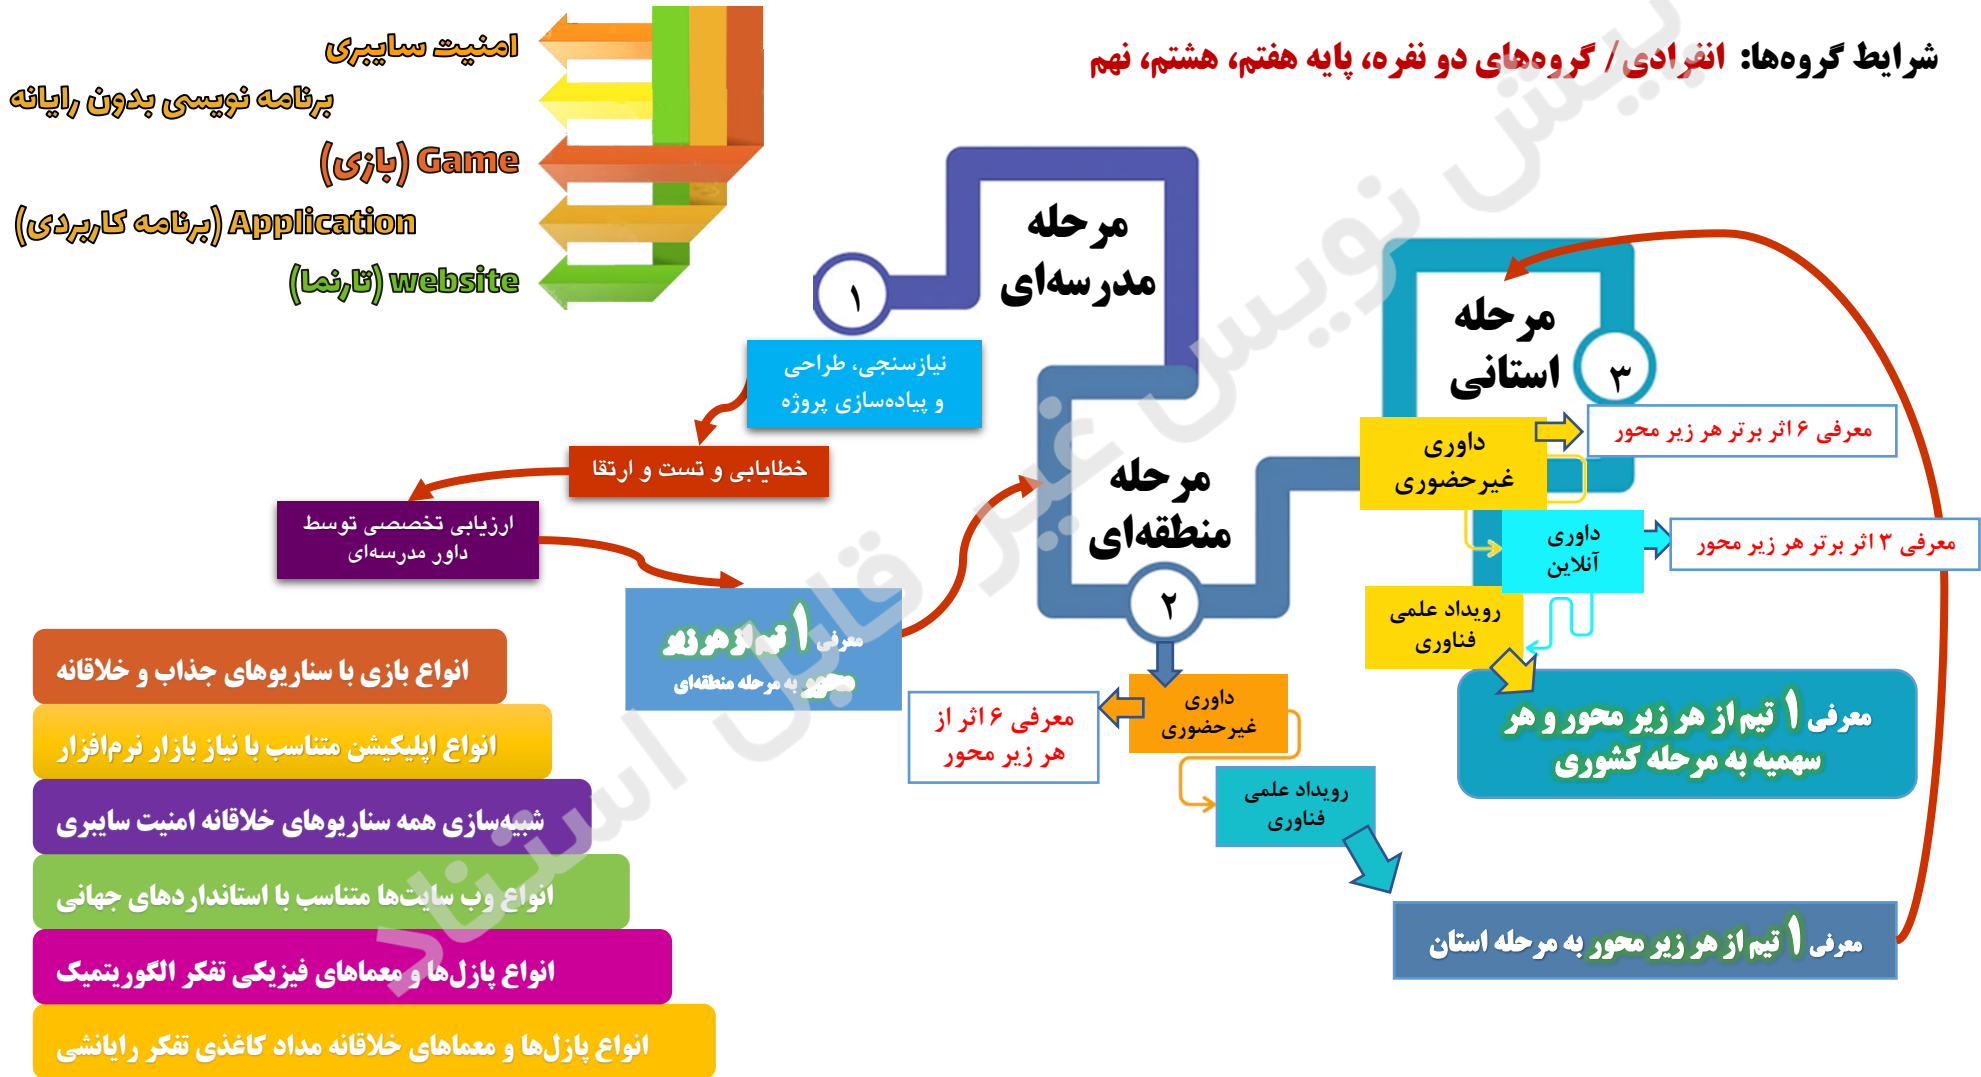 شرایط گروه‌ها: انفرادی/ گروه‌های دو نفره، پایه هفتم، هشتم، نهم
امنیت سایبری
برنامه نویسی بدون رایانه
Game (بازی)
Application (برنامه کاربردی)
website (تارنما)
مرحله
مدرسه‌ای
۱
نیازسنجی، طراحی
و پیاده‌سازی پروژه
خطایابی و تست و ارتقا
ارزیابی تخصصی توسط
داور مدرسه‌ای
معرفی ۱ تیم از هر زیر
محور به مرحله منطقه‌ای
مرحله
منطقه‌ای
۲
داوری
غیرحضوری
معرفی ۶ اثر از
هر زیر محور
رویداد علمی
فناوری
معرفی ۱ تیم از هر زیر محور به مرحله استان
مرحله
استانی
۳
داوری
غیرحضوری
معرفی ۶ اثر برتر هر زیر محور
داوری
آنلاین
معرفی ۳ اثر برتر هر زیر محور
رویداد علمی
فناوری
معرفی ۱ تیم از هر زیر محور و هر
سهمیه به مرحله کشوری
انواع بازی با سناریوهای جذاب و خلاقانه
انواع اپلیکیشن متناسب با نیاز بازار نرم‌افزار
شبیه‌سازی همه سناریوهای خلاقانه امنیت سایبری
انواع وب سایت‌ها متناسب با استانداردهای جهانی
انواع پازل‌ها و معماهای فیزیکی تفکر الگوریتمیک
انواع پازل‌ها و معماهای خلاقانه مداد کاغذی تفکر رایانشی
پیش نویس غیر قابل استناد